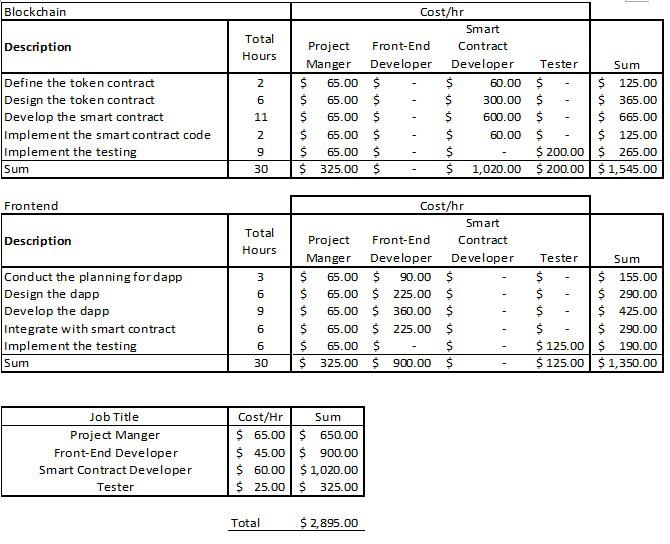 Blockchain Cost/hr
Description Total Hours Project Manger Front-End Developer Smart Contract Developer Tester Sum
Define the token contract 2 $ 65.00 $ - $ 60.00 $ - $ 125.00
Design the token contract 6 $ 65.00 $ - $ 300.00 $ - $ 365.00
Develop the smart contract 11 $ 65.00 $ - $ 600.00 $ - $ 665.00
Implement the smart contract code 2 $ 65.00 $ - $ 60.00 $ - $ 125.00
Implement the testing 9 $ 65.00 $ - $ - $ 200.00 $ 265.00
Sum 30 $ 325.00 $ - $ 1,020.00 $ 200.00 $ 1,545.00
Frontend Cost/hr
Description Total Hours Project Manger Front-End Developer Smart Contract Developer Tester Sum
Conduct the planning for dapp 3 $ 65.00 $ 90.00 $ - $ - $ 155.00
Design the dapp 6 $ 65.00 $ 225.00 $ - $ - $ 290.00
Develop the dapp 9 $ 65.00 $ 360.00 $ - $ - $ 425.00
Integrate with smart contract 6 $ 65.00 $ 225.00 $ - $ - $ 290.00
Implement the testing 6 $ 65.00 $ - $ - $ 125.00 $ 190.00
Sum 30 $ 325.00 $ 900.00 $ - $ 125.00 $ 1,350.00
Job Title Cost/Hr Sum
Project Manger $ 65.00 $ 650.00
Front-End Developer $ 45.00 $ 900.00
Smart Contract Developer $ 60.00 $ 1,020.00
Tester $ 25.00 $ 325.00
Total $ 2,895.00